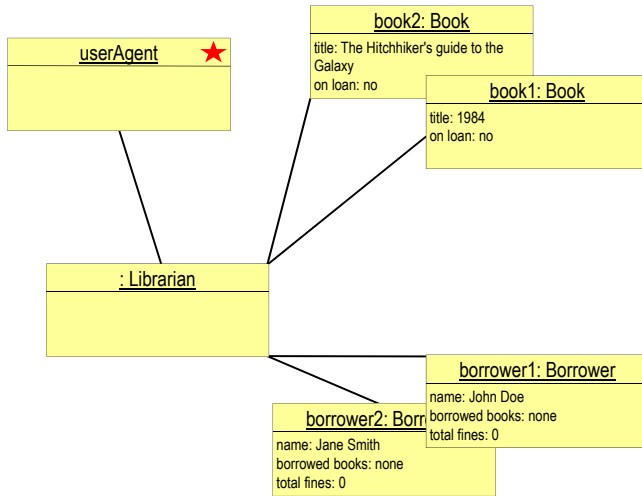 userAgent
book2: Book
title: The Hitchhiker's guide to the
Galaxy
on loan: no
book1: Book
title: 1984
on loan: no
: Librarian
borrower1: Borrower
name: John Doe
borrowed books: none
total fines: 0
borrower2:
name: Jane Smith
borrowed books: none
total fines: 0